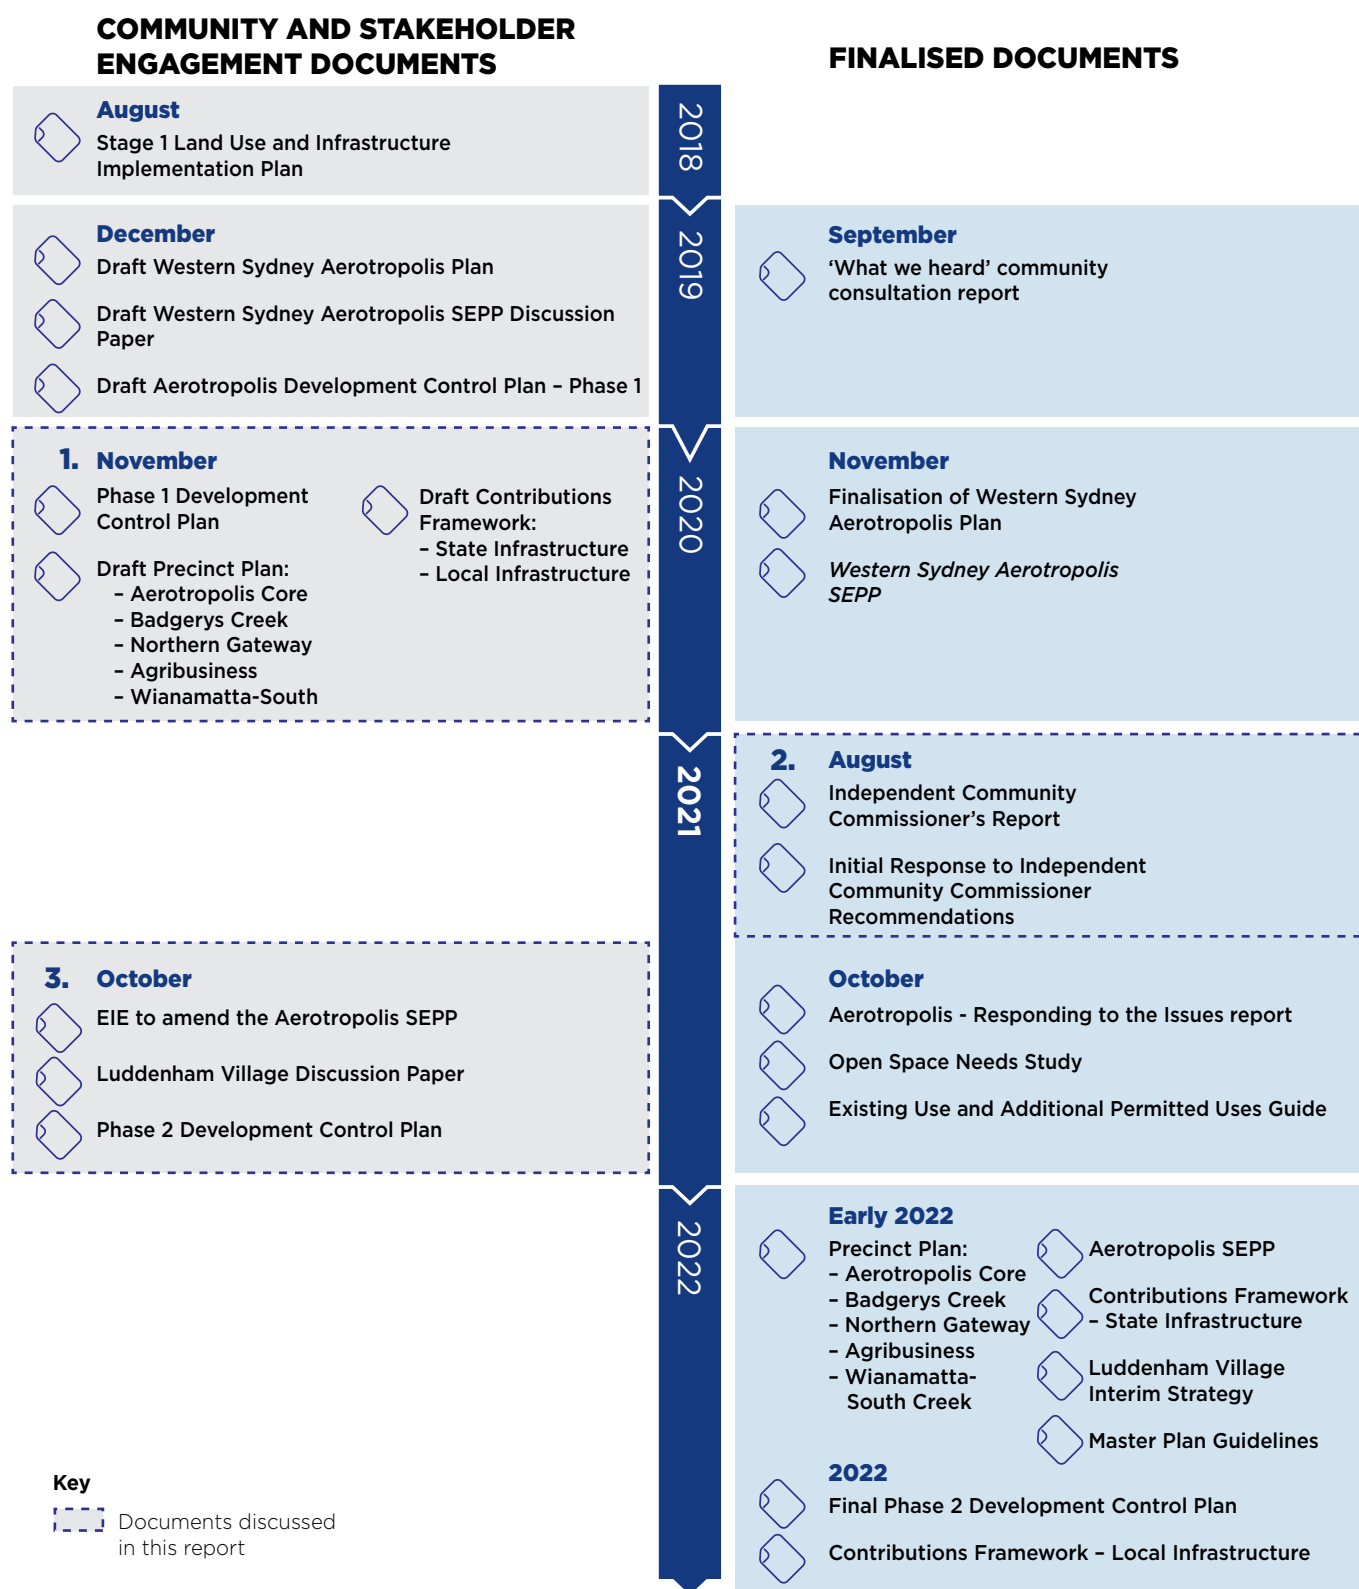 COMMUNITY AND STAKEHOLDER
ENGAGEMENT DOCUMENTS
FINALISED DOCUMENTS
2018
August
Stage 1 Land Use and Infrastructure
Implementation Plan
2019
December
Draft Western Sydney Aerotropolis Plan
Draft Western Sydney Aerotropolis SEPP Discussion
Paper
Draft Aerotropolis Development Control Plan – Phase 1
September
‘What we heard’ community
consultation report
2020
1. November
Phase 1 Development
Control Plan
Draft Precinct Plan:
– Aerotropolis Core
– Badgerys Creek
– Northern Gateway
– Agribusiness
– Wianamatta-South
Draft Contributions
Framework:
– State Infrastructure
– Local Infrastructure
November
Finalisation of Western Sydney
Aerotropolis Plan
Western Sydney Aerotropolis
SEPP
2021
2. August
Independent Community
Commissioner’s Report
Initial Response to Independent
Community Commissioner
Recommendations
3. October
EIE to amend the Aerotropolis SEPP
Luddenham Village Discussion Paper
Phase 2 Development Control Plan
October
Aerotropolis - Responding to the Issues report
Open Space Needs Study
Existing Use and Additional Permitted Uses Guide
2022
Early 2022
Precinct Plan:
– Aerotropolis Core
– Badgerys Creek
– Northern Gateway
– Agribusiness
– Wianamatta-
South Creek
Aerotropolis SEPP
Contributions Framework
– State Infrastructure
Luddenham Village
Interim Strategy
Master Plan Guidelines
2022
Final Phase 2 Development Control Plan
Contributions Framework – Local Infrastructure
Key
Documents discussed
in this report